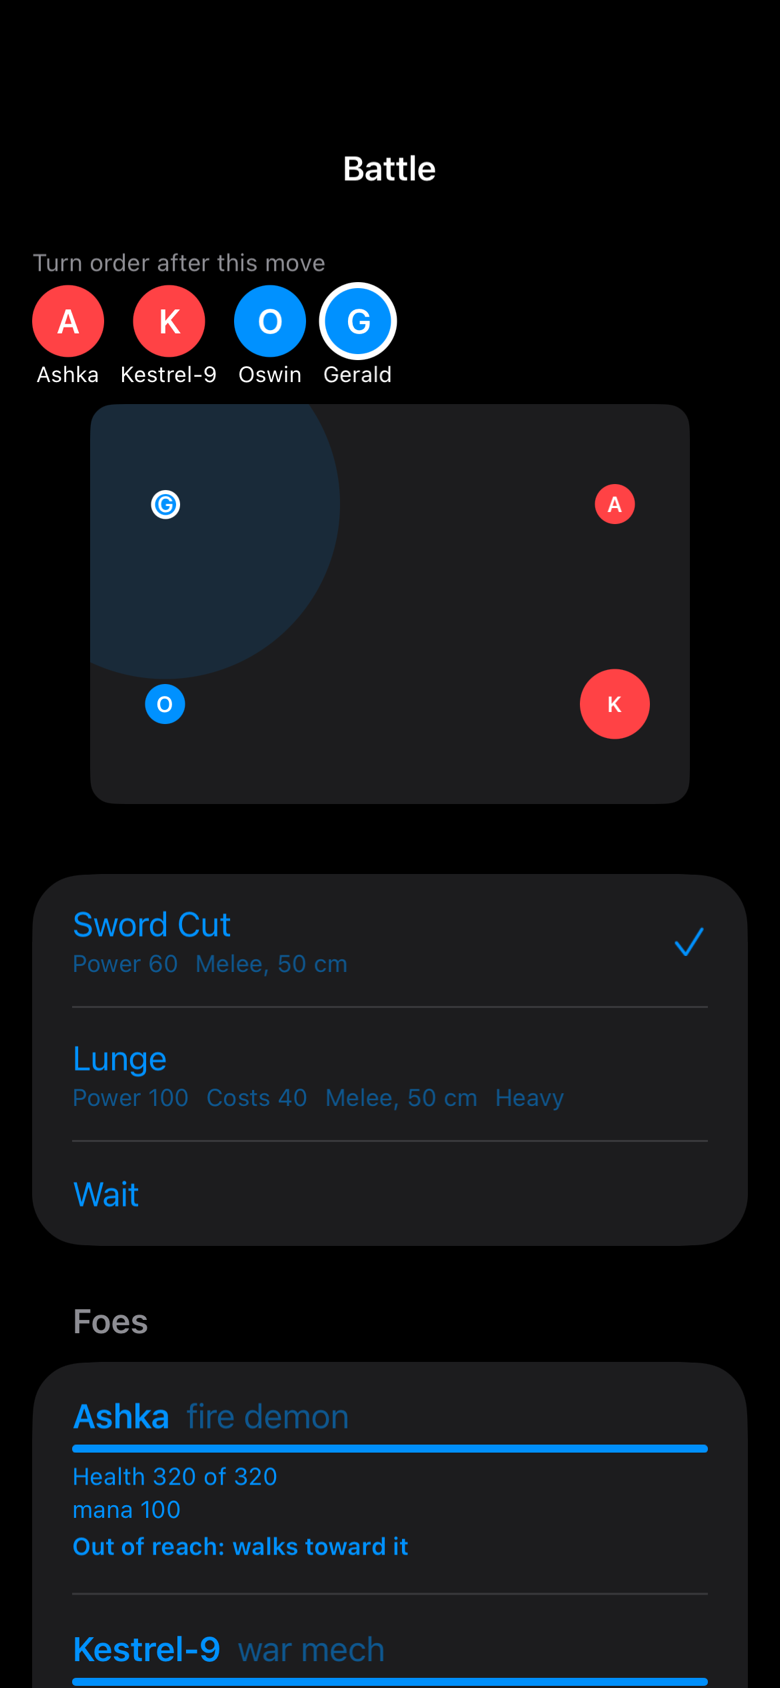 Battle
Turn order after this move
A K O G
Ashka Kestrel-9 Oswin Gerald
G A
O K
Sword Cut
Power 60 Melee, 50 cm
Lunge
Power 100 Costs 40 Melee, 50 cm Heavy
Wait
Foes
Ashka fire demon
Health 320 of 320
mana 100
Out of reach: walks toward it
Kestrel-9 war mech